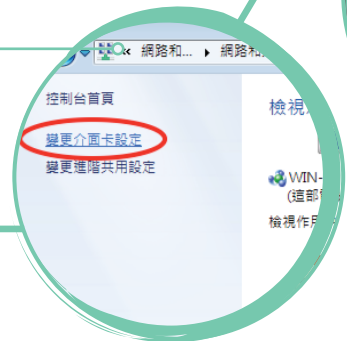 « 網路和... ▸ 網路和
控制台首頁
檢視
變更介面卡設定
變更進階共用設定
WIN-
(這部
檢視作用